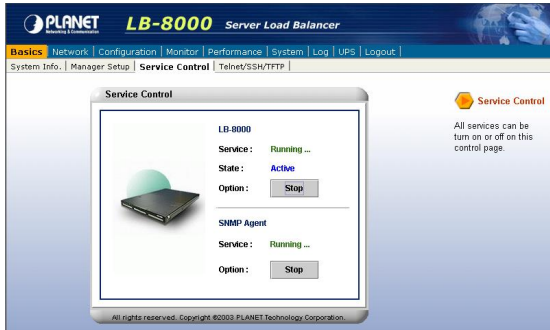 PLANET
Networking & Communication
LB-8000 Server Load Balancer
Basics | Network | Configuration | Monitor | Performance | System | Log | UPS | Logout |
System Info. | Manager Setup | Service Control | Telnet/SSH/TFTP |
Service Control
LB-8000
Service : Running ...
State : Active
Option : Stop
SNMP Agent
Service : Running ...
Option : Stop
All rights reserved. Copyright ©2003 PLANET Technology Corporation.
Service Control
All services can be
turn on or off on this
control page.